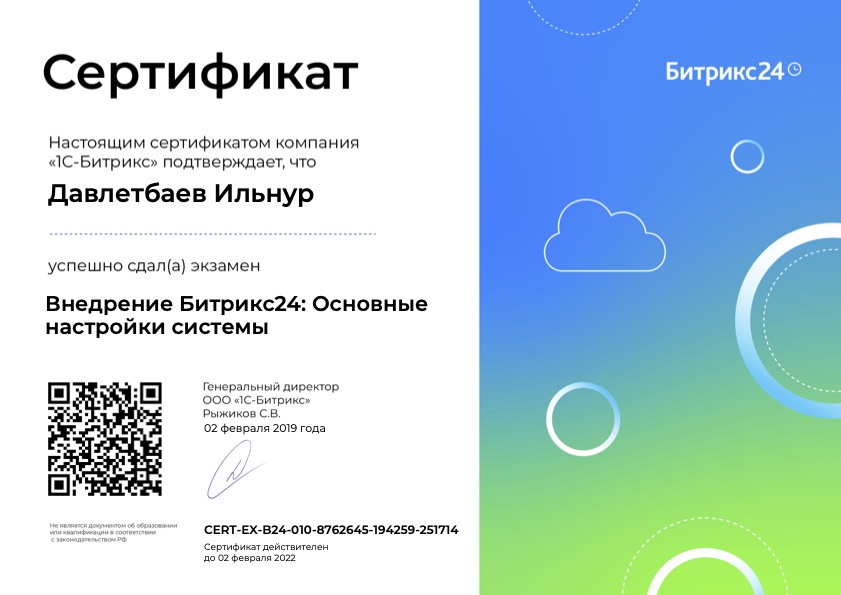 Сертификат
Битрикс24
Настоящим сертификатом компания
«1С-Битрикс» подтверждает, что
Давлетбаев Ильнур
успешно сдал(а) экзамен
Внедрение Битрикс24: Основные
настройки системы
Генеральный директор
ООО «1С-Битрикс»
Рыжиков С.В.
02 февраля 2019 года
Не является документом об образовании
или квалификации в соответствии
с законодательством РФ
CERT-EX-B24-010-8762645-194259-251714
Сертификат действителен
до 02 февраля 2022